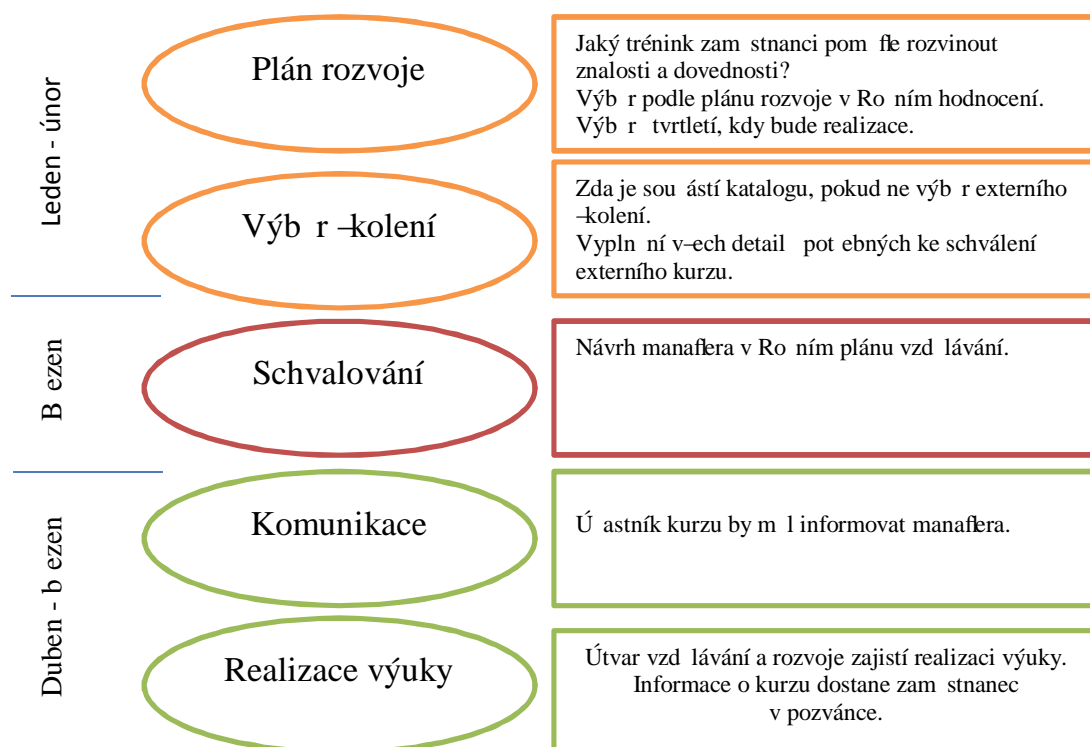 Leden - únor
Plán rozvoje
Jaký trénink zam stnanci pom fle rozvinout
znalosti a dovednosti?
Výb r podle plánu rozvoje v Ro ním hodnocení.
Výb r  tvrtletí, kdy bude realizace.
Výb r –kolení
Zda je sou ástí katalogu, pokud ne výb r externího
–kolení.
Vypln ní v–ech detail  pot ebných ke schválení
externího kurzu.
B ezen
Schvalování
Návrh manaflera v Ro ním plánu vzd lávání.
Duben - b ezen
Komunikace
Ú astník kurzu by m l informovat manaflera.
Realizace výuky
Útvar vzd lávání a rozvoje zajistí realizaci výuky.
Informace o kurzu dostane zam stnanec
v pozvánce.